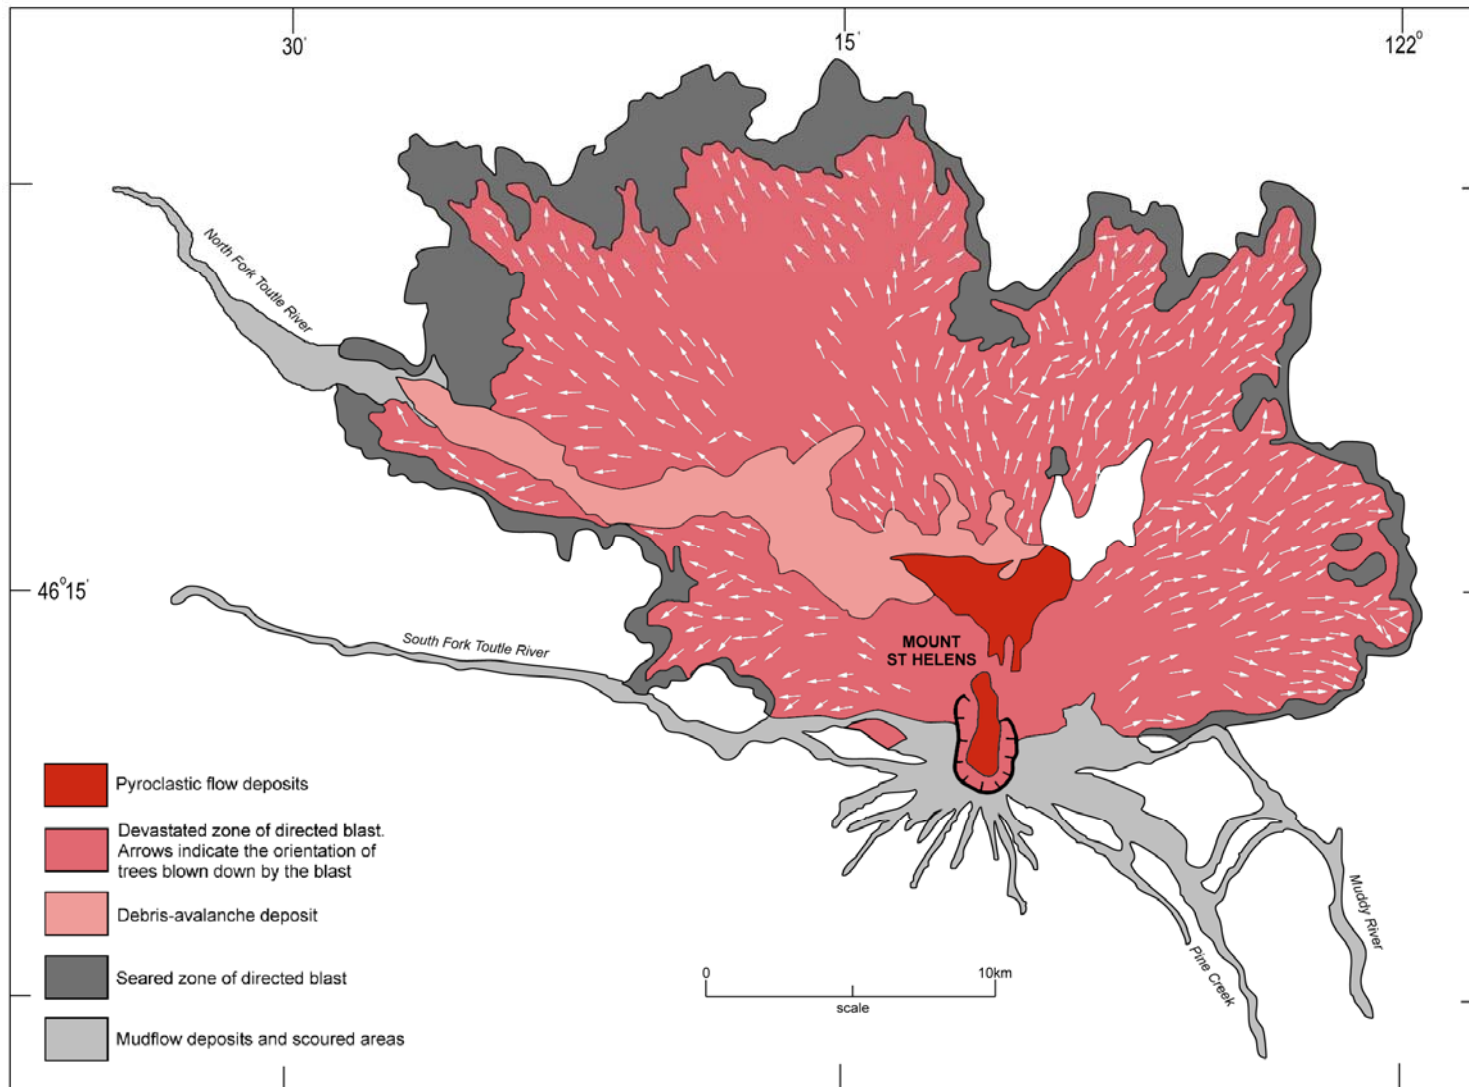 30'
15'
122°
North Fork Toutle River
46°15'
South Fork Toutle River
MOUNT
ST HELENS
Pyroclastic flow deposits
Devastated zone of directed blast.
Arrows indicate the orientation of
trees blown down by the blast
Debris-avalanche deposit
Seared zone of directed blast
Mudflow deposits and scoured areas
Muddy River
Pine Creek
0
10km
scale